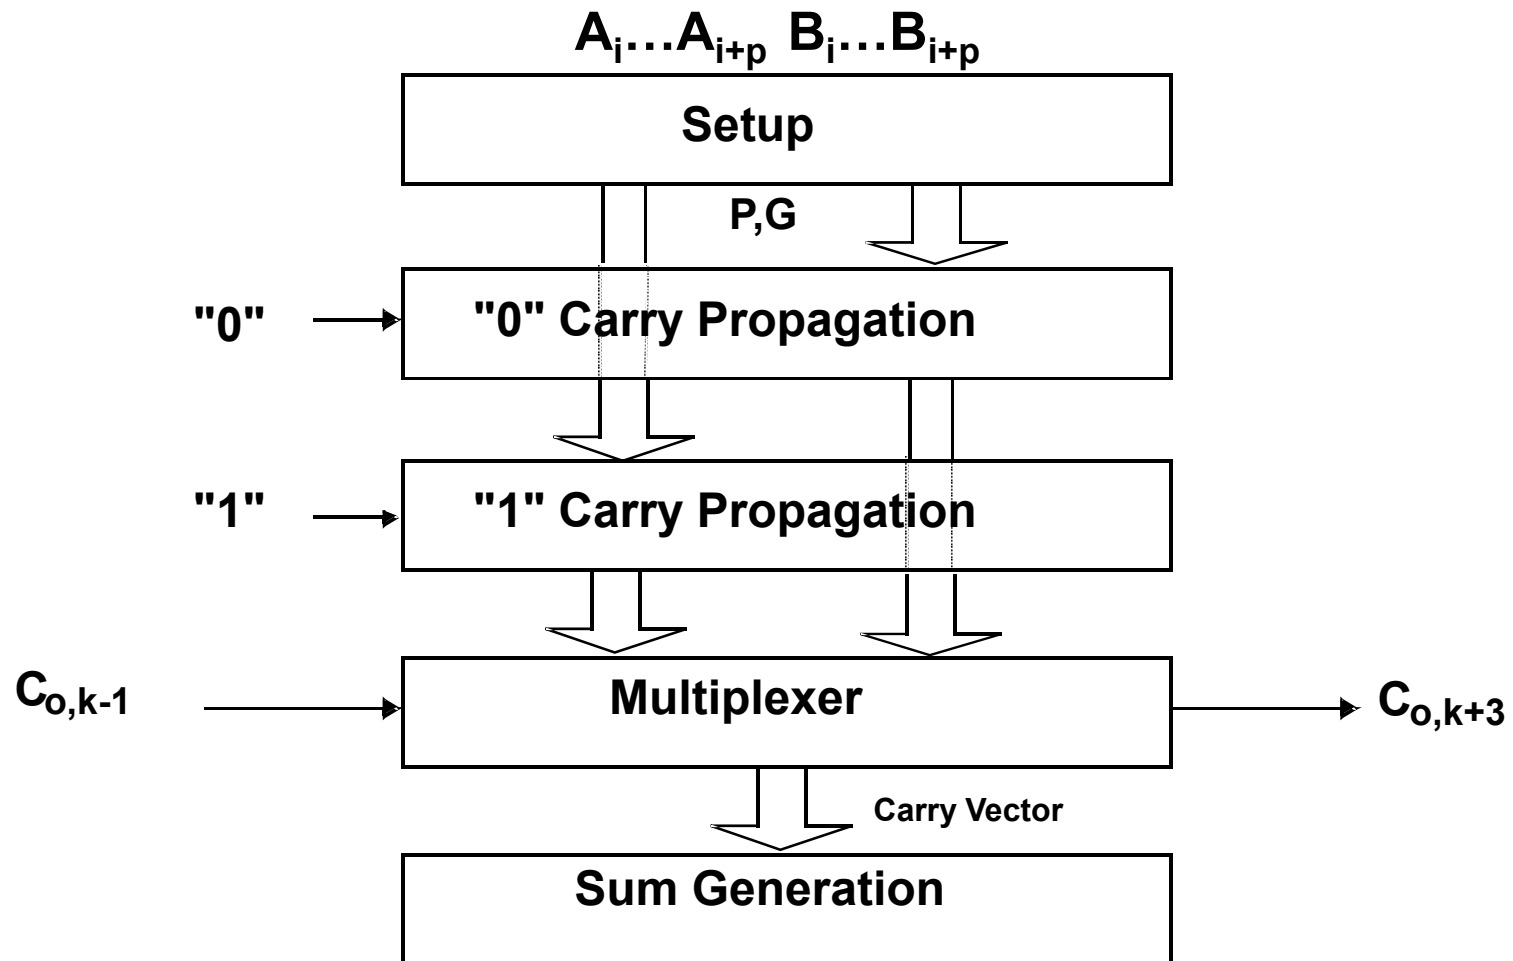 Ai…Ai+p Bi…Bi+p
Setup
P,G
"0"
"0" Carry Propagation
"1"
"1" Carry Propagation
Co,k-1
Multiplexer
Co,k+3
Carry Vector
Sum Generation